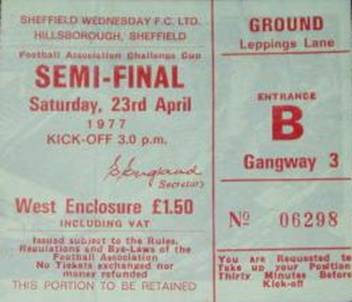 SHEFFIELD WEDNESDAY F.C. LTD.
HILLSBOROUGH, SHEFFIELD
Football Association Challenge Cup
SEMI-FINAL
Saturday, 23rd April
1977
KICK-OFF 3.0 p.m.
Secretary
West Enclosure £1.50
INCLUDING VAT
Issued subject to the Rules,
Regulations and Bye-Laws of the
Football Association
No Tickets exchanged nor
money refunded
THIS PORTION TO BE RETAINED
GROUND
Leppings Lane
ENTRANCE
B
Gangway 3
No 06298
You are Requested to
Take up your Position
Thirty Minutes Before
Kick-off